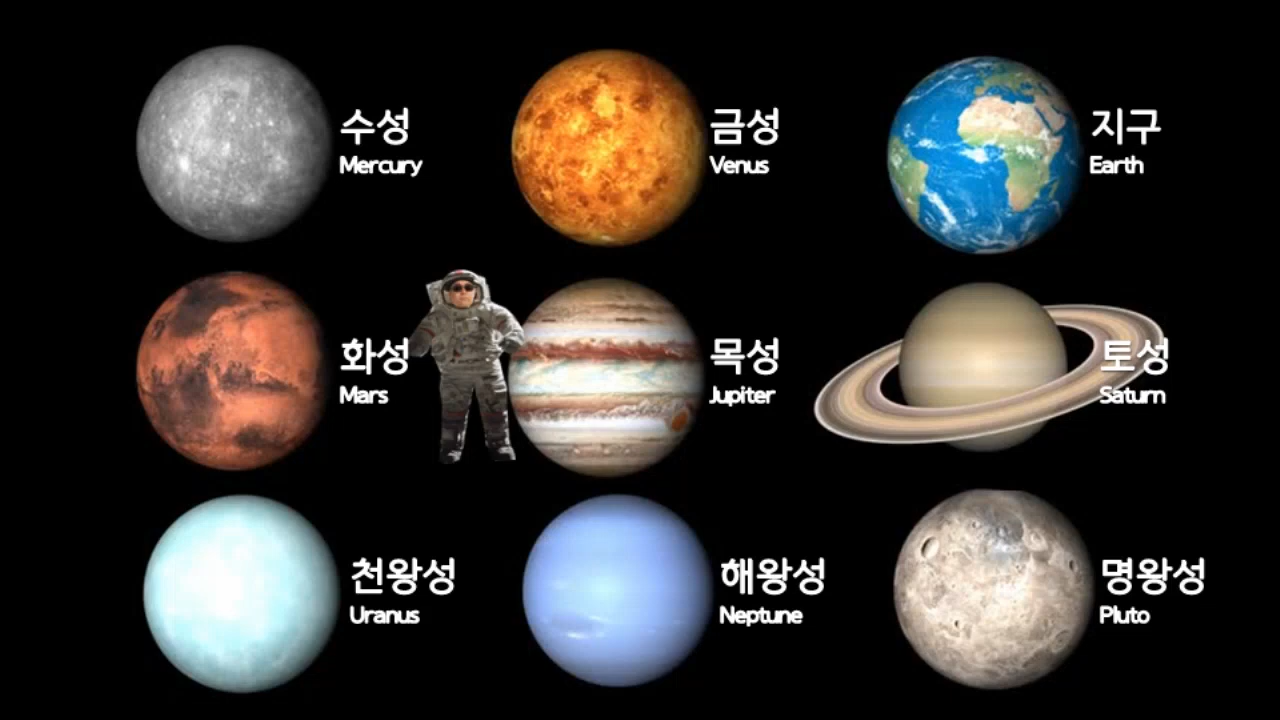 수성
Mercury
금성
Venus
지구
Earth
화성
Mars
목성
Jupiter
토성
Saturn
천왕성
Uranus
해왕성
Neptune
명왕성
Pluto